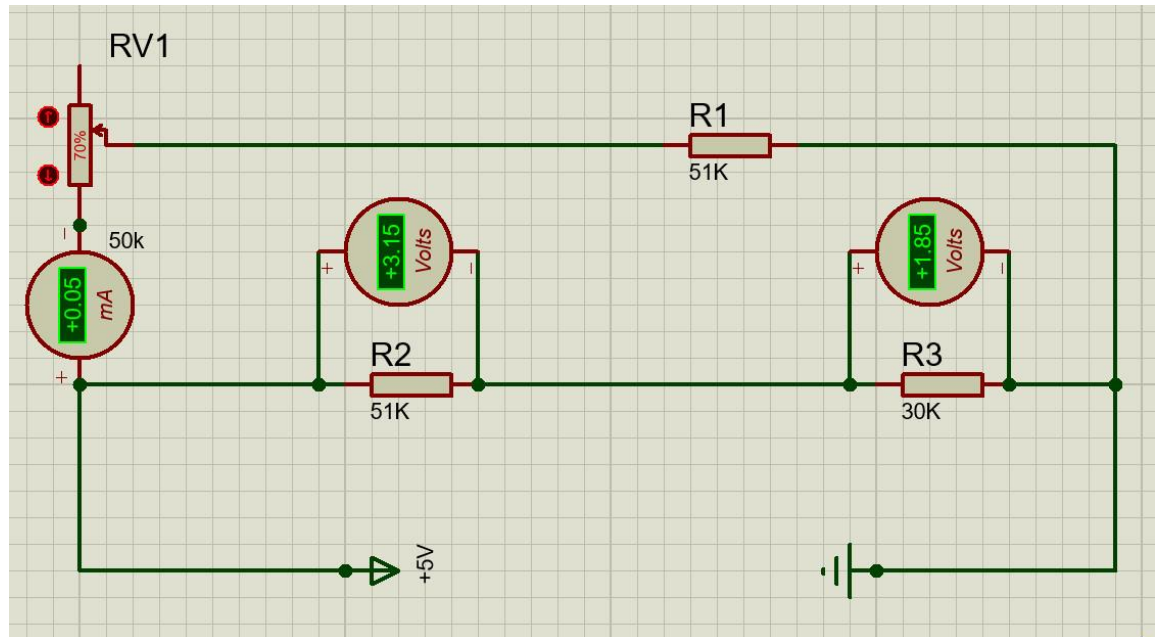 RV1
70%
50k
+0.05
mA
R1
51K
+3.15
Volts
R2
51K
+1.85
Volts
R3
30K
+5V